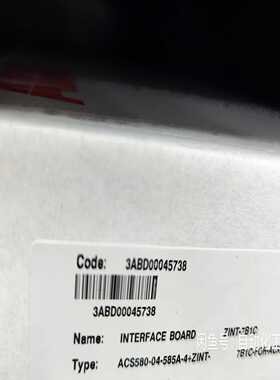 Code: 3ABD00045738
3ABD00045738
Name: INTERFACE BOARD ZINT-7B1C
Type: ACS580-04-585A-4+ZINT-